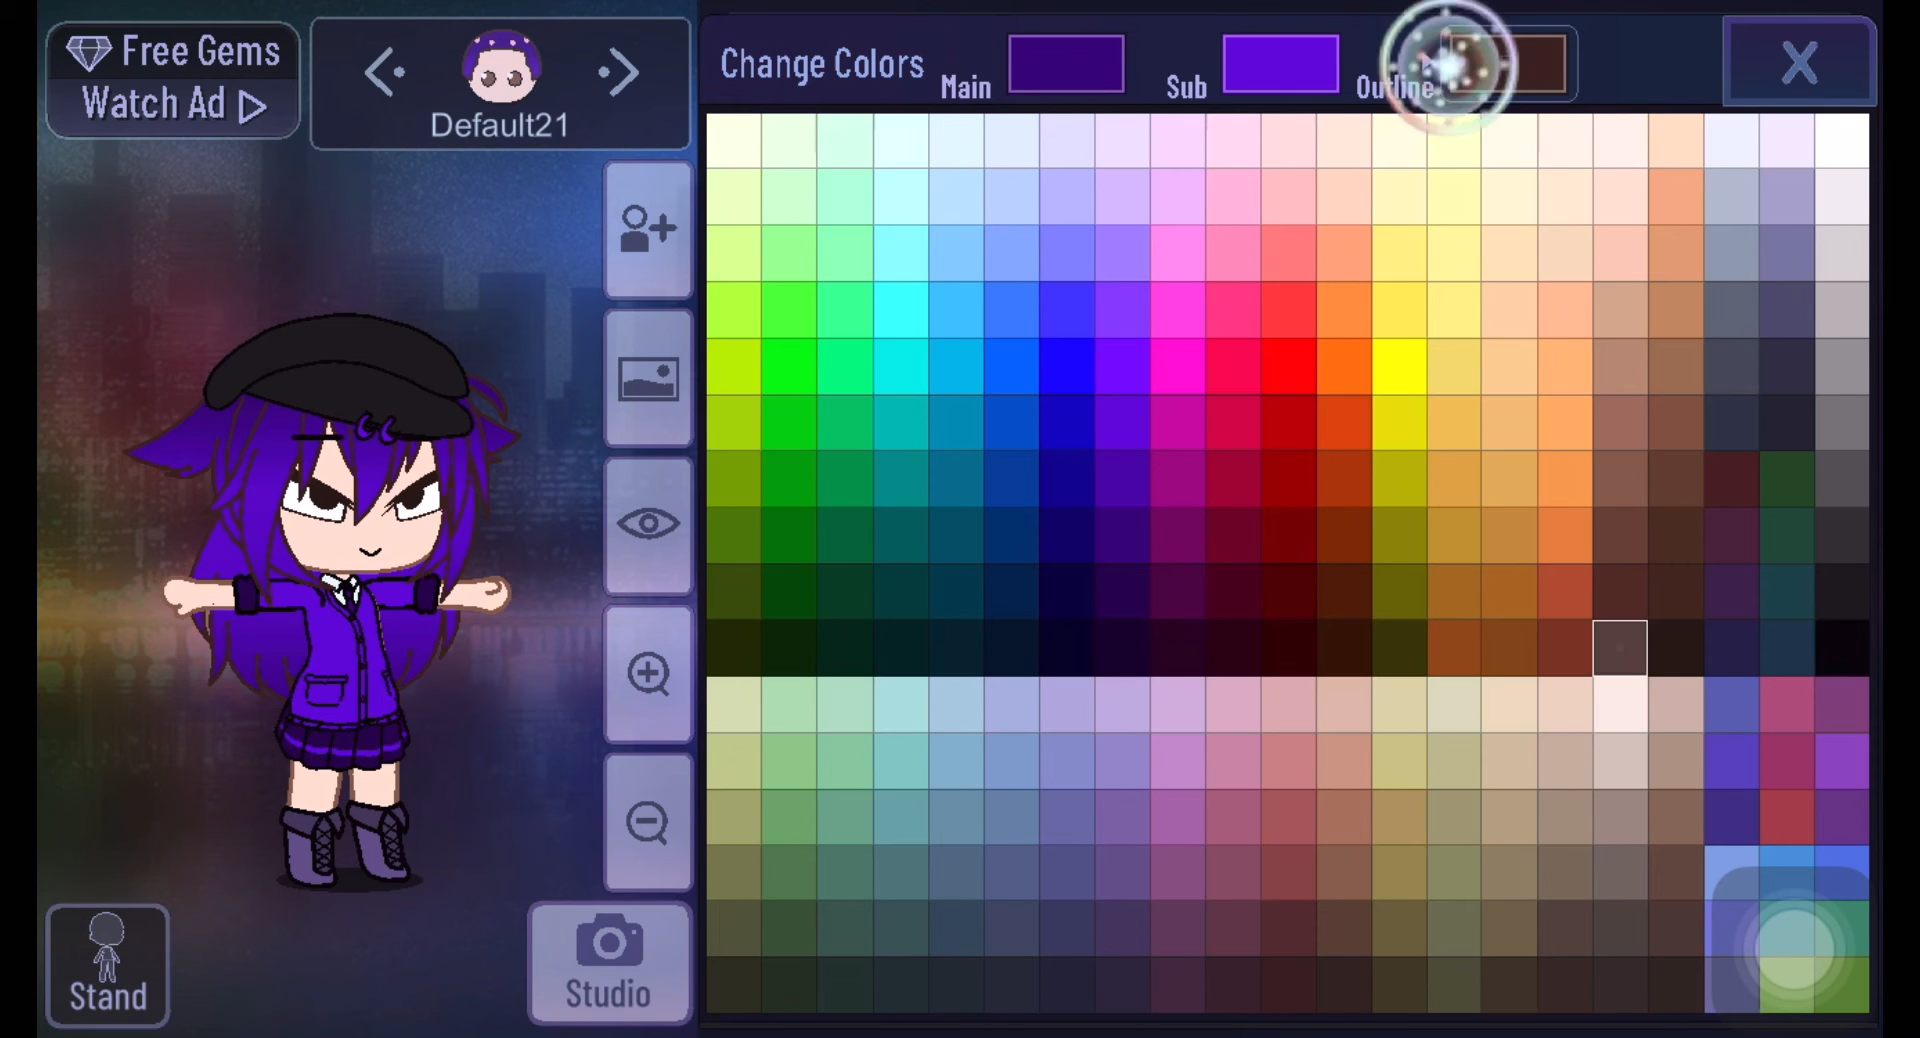 Free Gems
Watch Ad
Default21
Change Colors
Main
Sub
Outline
X
Stand
Studio